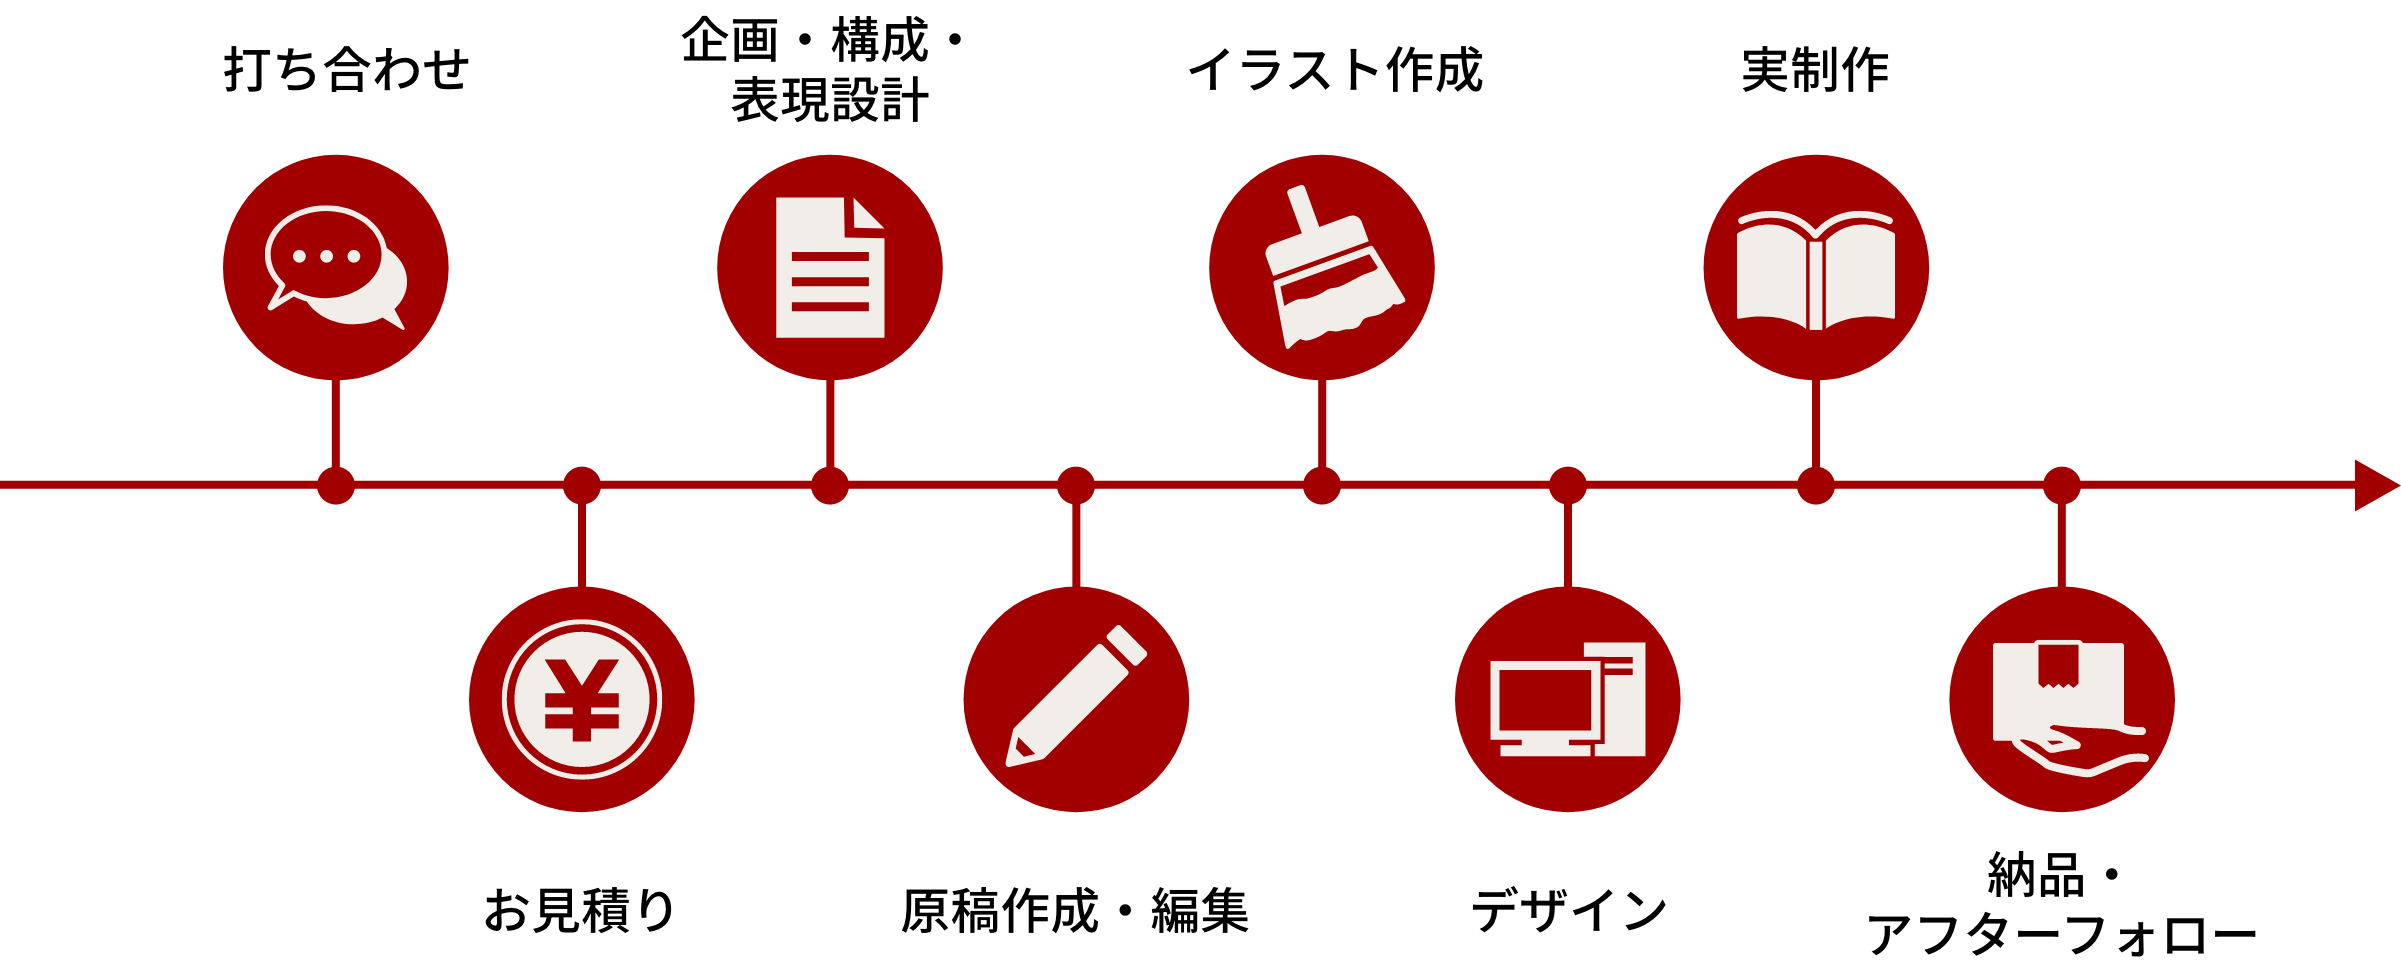 打ち合わせ
お見積り
企画・構成・
表現設計
原稿作成・編集
イラスト作成
デザイン
実制作
納品・
アフターフォロー